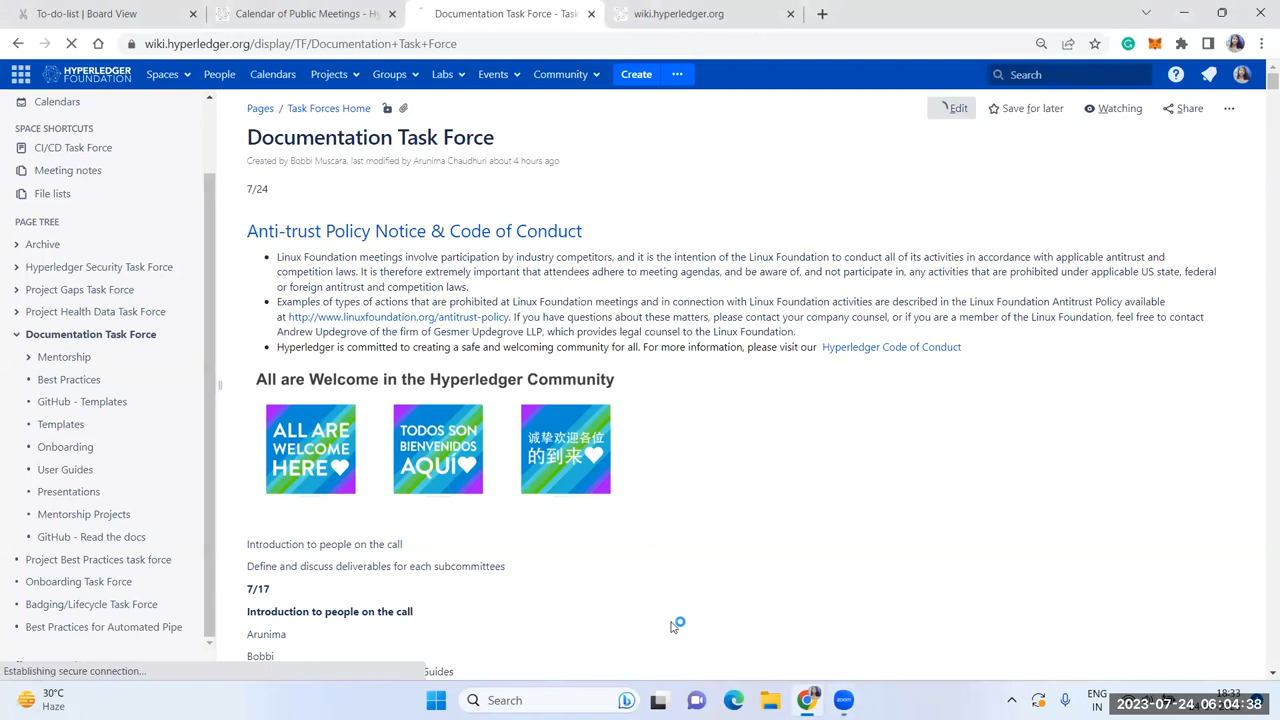 To-do-list | Board View
Calendar of Public Meetings - Hy
Documentation Task Force - Task
wiki.hyperledger.org
wiki.hyperledger.org/display/TF/Documentation+Task+Force
HYPERLEDGER FOUNDATION
Spaces People Calendars Projects Groups Labs Events Community Create ••• Search
Calendars
SPACE SHORTCUTS
CI/CD Task Force
Meeting notes
File lists
PAGE TREE
Archive
Hyperledger Security Task Force
Project Gaps Task Force
Project Health Data Task Force
Documentation Task Force
Mentorship
Best Practices
GitHub - Templates
Templates
Onboarding
User Guides
Presentations
Mentorship Projects
GitHub - Read the docs
Project Best Practices task force
Onboarding Task Force
Badging/Lifecycle Task Force
Best Practices for Automated Pipe
Pages / Task Forces Home
Edit Save for later Watching Share •••
Documentation Task Force
Created by Bobbi Muscara, last modified by Arunima Chaudhuri about 4 hours ago
7/24
Anti-trust Policy Notice & Code of Conduct
• Linux Foundation meetings involve participation by industry competitors, and it is the intention of the Linux Foundation to conduct all of its activities in accordance with applicable antitrust and
competition laws. It is therefore extremely important that attendees adhere to meeting agendas, and be aware of, and not participate in, any activities that are prohibited under applicable US state, federal
or foreign antitrust and competition laws.
• Examples of types of actions that are prohibited at Linux Foundation meetings and in connection with Linux Foundation activities are described in the Linux Foundation Antitrust Policy available
at http://www.linuxfoundation.org/antitrust-policy. If you have questions about these matters, please contact your company counsel, or if you are a member of the Linux Foundation, feel free to contact
Andrew Updegrove of the firm of Gesmer Updegrove LLP, which provides legal counsel to the Linux Foundation.
• Hyperledger is committed to creating a safe and welcoming community for all. For more information, please visit our Hyperledger Code of Conduct
All are Welcome in the Hyperledger Community
ALL ARE
WELCOME
HERE
TODOS SON
BIENVENIDOS
AQUÍ
诚挚欢迎各位
的到来
Introduction to people on the call
Define and discuss deliverables for each subcommittees
7/17
Introduction to people on the call
Arunima
Bobbi
Guides
Establishing secure connection...
30°C
Haze
Search
ENG
IN
18:33
2023-07-24 06:04:38